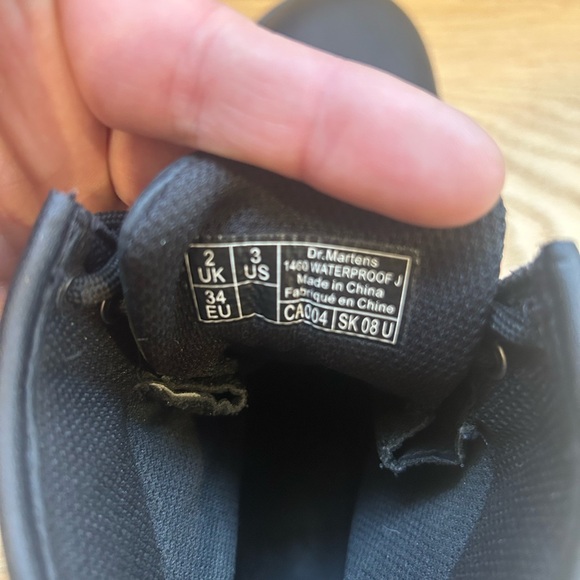 2 UK
3 US
34 EU
Dr.Martens
1460 WATERPROOF J
Made in China
Fabriqué en Chine
CA004
SK 08 U